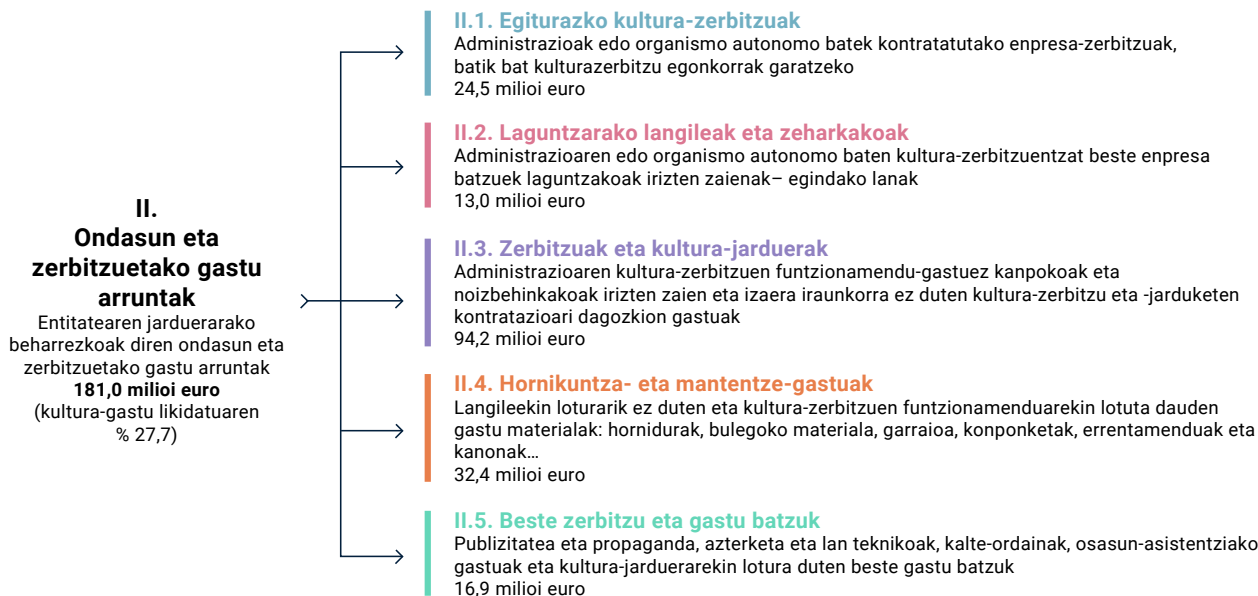 II.
Ondasun eta
zerbitzuetako gastu
arruntak
Entitatearen jarduerarako
beharrezkoak diren ondasun eta
zerbitzuetako gastu arruntak
181,0 milioi euro
(kultura-gastu likidatuaren
% 27,7)
II.1. Egiturazko kultura-zerbitzuak
Administrazioak edo organismo autonomo batek kontratatutako enpresa-zerbitzuak,
batik bat kulturazerbitzu egonkorrak garatzeko
24,5 milioi euro
II.2. Laguntzarako langileak eta zeharkakoak
Administrazioaren edo organismo autonomo baten kultura-zerbitzuentzat beste enpresa
batzuek laguntzakoak irizten zaienak– egindako lanak
13,0 milioi euro
II.3. Zerbitzuak eta kultura-jarduerak
Administrazioaren kultura-zerbitzuen funtzionamendu-gastuez kanpokoak eta
noizbehinkakoak irizten zaien eta izaera iraunkorra ez duten kultura-zerbitzu eta -jarduketen
kontratazioari dagozkion gastuak
94,2 milioi euro
II.4. Hornikuntza- eta mantentze-gastuak
Langileekin loturarik ez duten eta kultura-zerbitzuen funtzionamenduarekin lotuta dauden
gastu materialak: hornidurak, bulegoko materiala, garraioa, konponketak, errentamenduak eta
kanonak…
32,4 milioi euro
II.5. Beste zerbitzu eta gastu batzuk
Publizitatea eta propaganda, azterketa eta lan teknikoak, kalte-ordainak, osasun-asistentziako
gastuak eta kultura-jarduerarekin lotura duten beste gastu batzuk
16,9 milioi euro